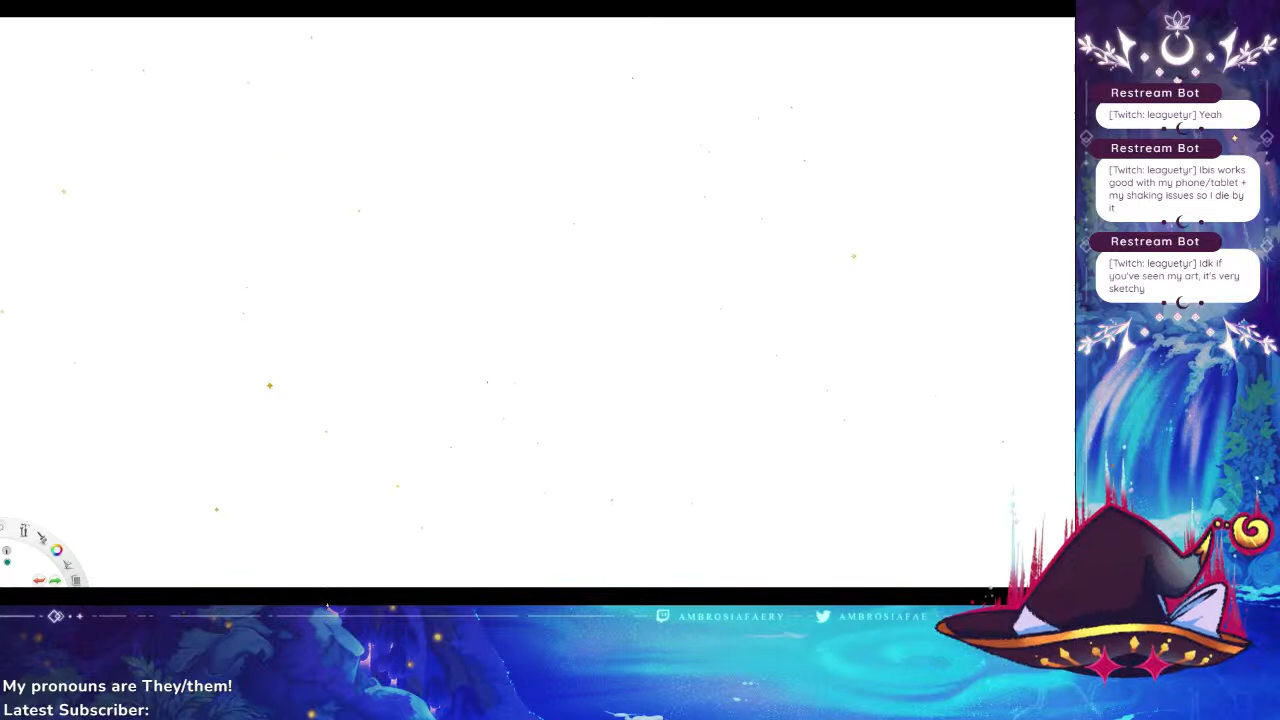 Restream Bot
[Twitch: leaguetyr] Yeah
Restream Bot
[Twitch: leaguetyr] Ibis works
good with my phone/tablet +
my shaking issues so I die by
it
Restream Bot
[Twitch: leaguetyr] Idk if
you've seen my art, it's very
sketchy
AMBROSIAFAERY
AMBROSIAFAE
My pronouns are They/them!
Latest Subscriber: